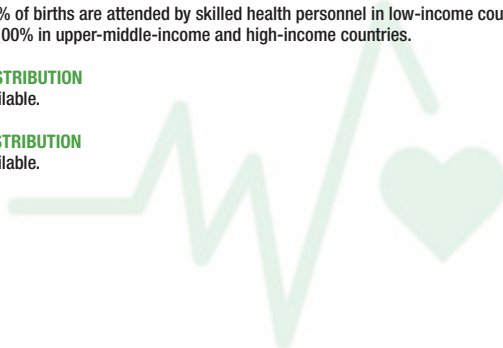 % of births are attended by skilled health personnel in low-income cou
00% in upper-middle-income and high-income countries.
STRIBUTION
ilable.
STRIBUTION
ilable.